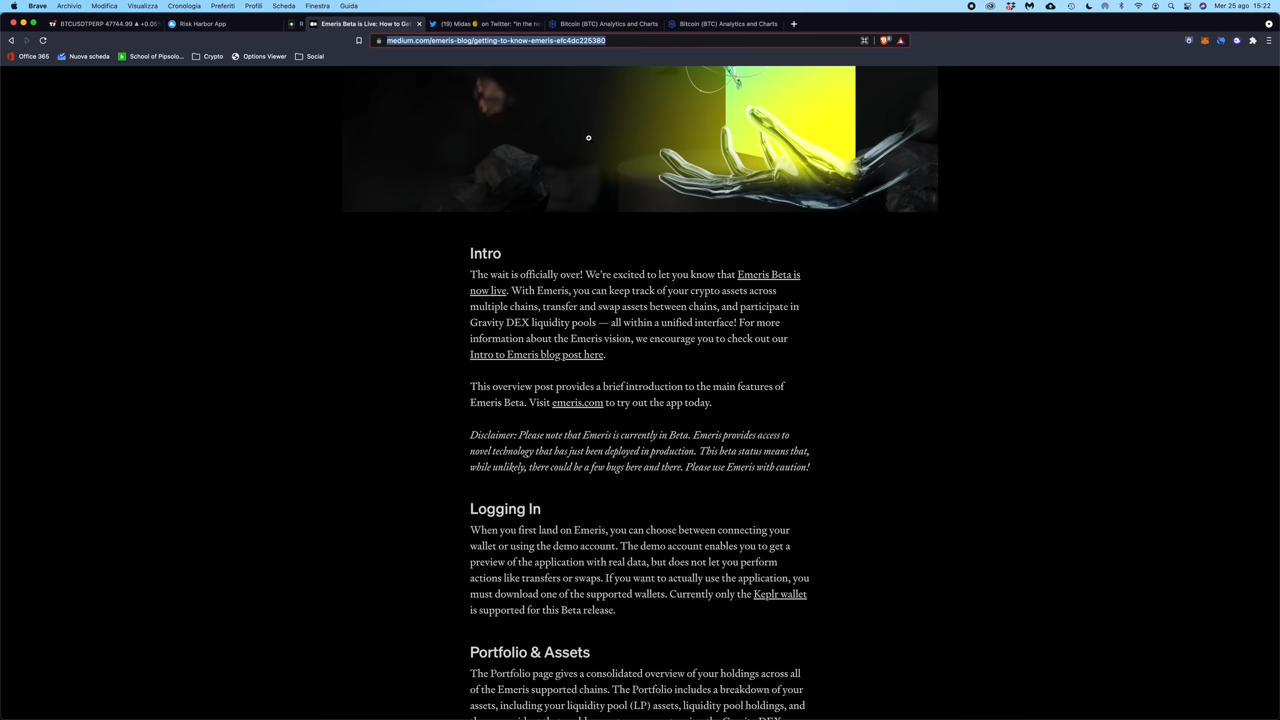 Brave Archivio Modifica Visualizza Cronologia Preferiti Profili Scheda Finestra Guida Mer 25 ago 15:22
BTCUSDTPERP 47744.99 ▲ +0.05 Risk Harbor App R Emeris Beta is Live: How to Get (19) Midas on Twitter: "In the n Bitcoin (BTC) Analytics and Charts Bitcoin (BTC) Analytics and Charts
medium.com/emeris-blog/getting-to-know-emeris-efc4dc225380
Office 365 Nuova scheda School of Pipsolo... Crypto Options Viewer Social
Intro
The wait is officially over! We're excited to let you know that Emeris Beta is
now live. With Emeris, you can keep track of your crypto assets across
multiple chains, transfer and swap assets between chains, and participate in
Gravity DEX liquidity pools — all within a unified interface! For more
information about the Emeris vision, we encourage you to check out our
Intro to Emeris blog post here.
This overview post provides a brief introduction to the main features of
Emeris Beta. Visit emeris.com to try out the app today.
Disclaimer: Please note that Emeris is currently in Beta. Emeris provides access to
novel technology that has just been deployed in production. This beta status means that,
while unlikely, there could be a few bugs here and there. Please use Emeris with caution!
Logging In
When you first land on Emeris, you can choose between connecting your
wallet or using the demo account. The demo account enables you to get a
preview of the application with real data, but does not let you perform
actions like transfers or swaps. If you want to actually use the application, you
must download one of the supported wallets. Currently only the Keplr wallet
is supported for this Beta release.
Portfolio & Assets
The Portfolio page gives a consolidated overview of your holdings across all
of the Emeris supported chains. The Portfolio includes a breakdown of your
assets, including your liquidity pool (LP) assets, liquidity pool holdings, and